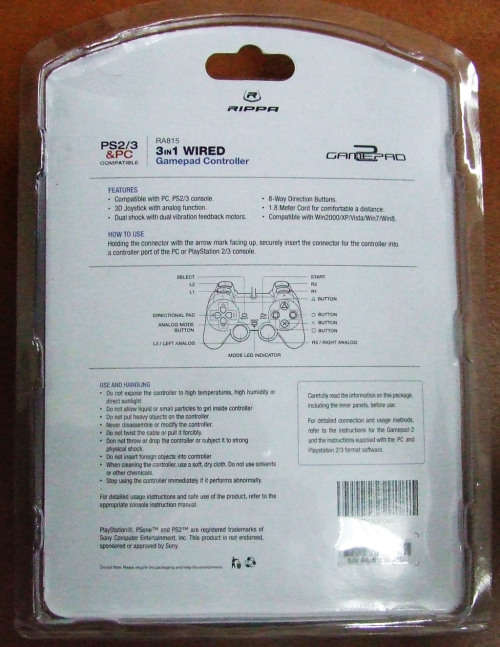 RIPPA
PS2/3
&PC
COMPATIBLE
RA815
3IN1 WIRED
Gamepad Controller
GAMEPAD 2
FEATURES
• Compatible with PC, PS2/3 console.
• 3D Joystick with analog function.
• Dual shock with dual vibration feedback motors.
• 8-Way Direction Buttons.
• 1.8 Meter Cord for comfortable a distance.
• Compatible with Win2000/XP/Vista/Win7/Win8.
HOW TO USE
Holding the connector with the arrow mark facing up, securely insert the connector for the controller into
a controller port of the PC or PlayStation 2/3 console.
SELECT
L2
L1
DIRECTIONAL PAD
ANALOG MODE
BUTTON
L3 / LEFT ANALOG
START
R2
R1
△ BUTTON
○ BUTTON
× BUTTON
□ BUTTON
R3 / RIGHT ANALOG
MODE LED INDICATOR
USE AND HANDLING
• Do not expose the controller to high temperatures, high humidity or
direct sunlight
• Do not allow liquid or small particles to get inside controller
• Do not put heavy objects on the controller
• Never disassemble or modify the controller.
• Do not twist the cable or pull it forcibly.
• Don not throw or drop the controller or subject it to strong
physical shock.
• Do not insert foreign objects into controller
• When cleaning the controller, use a soft, dry cloth. Do not use solvents
or other chemicals.
• Stop using the controller immediately if it performs abnormally.
For detailed usage instructions and safe use of the product, refer to the
appropriate console instruction manual.
Carefully read the information on this package,
including the inner panels, before use.
For detailed connection and usage methods,
refer to the instructions for the Gamepad 2
and the instructions supplied with the PC and
Playstation 2/3 format software.
PlayStation®, PSone™ and PS2™ are registered trademarks of
Sony Computer Entertainment, Inc. This product is not endorsed,
sponsored or approved by Sony.
Please recycle this packaging and help the environment.